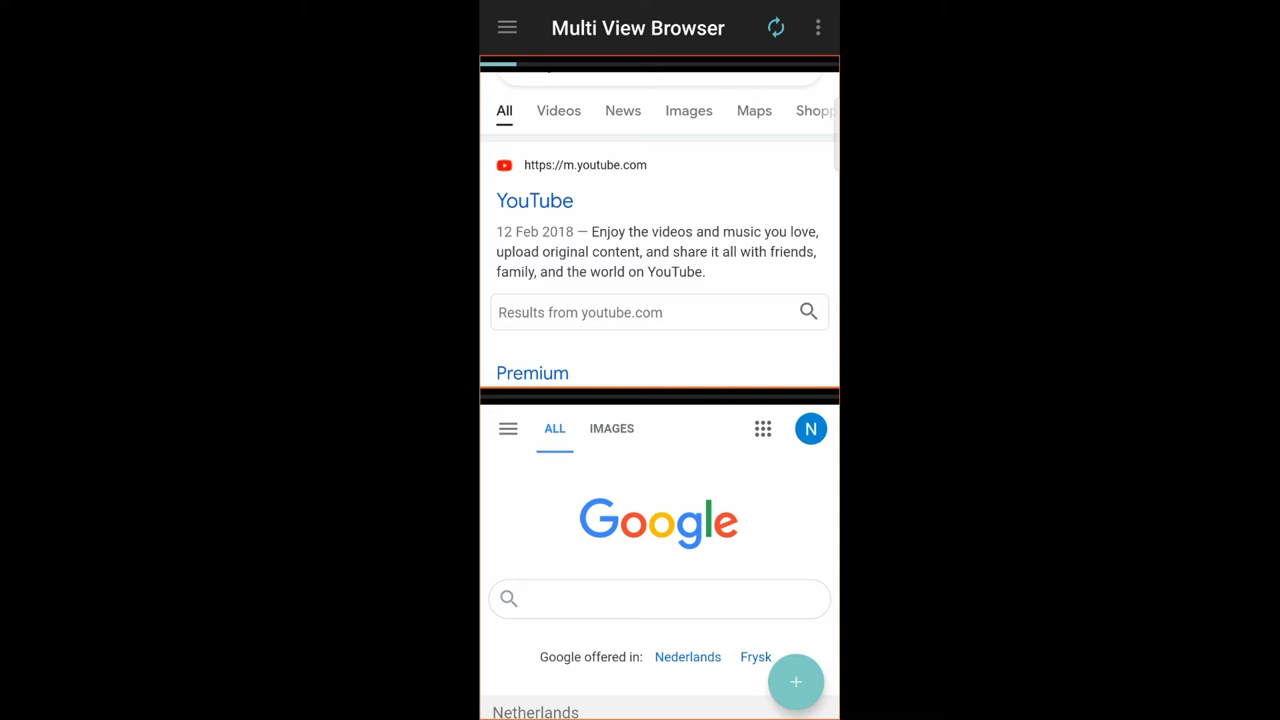 Multi View Browser
All Videos News Images Maps Shopp
https://m.youtube.com
YouTube
12 Feb 2018 — Enjoy the videos and music you love,
upload original content, and share it all with friends,
family, and the world on YouTube.
Results from youtube.com
Premium
ALL IMAGES
N
Google
Google offered in: Nederlands Frysk
Netherlands